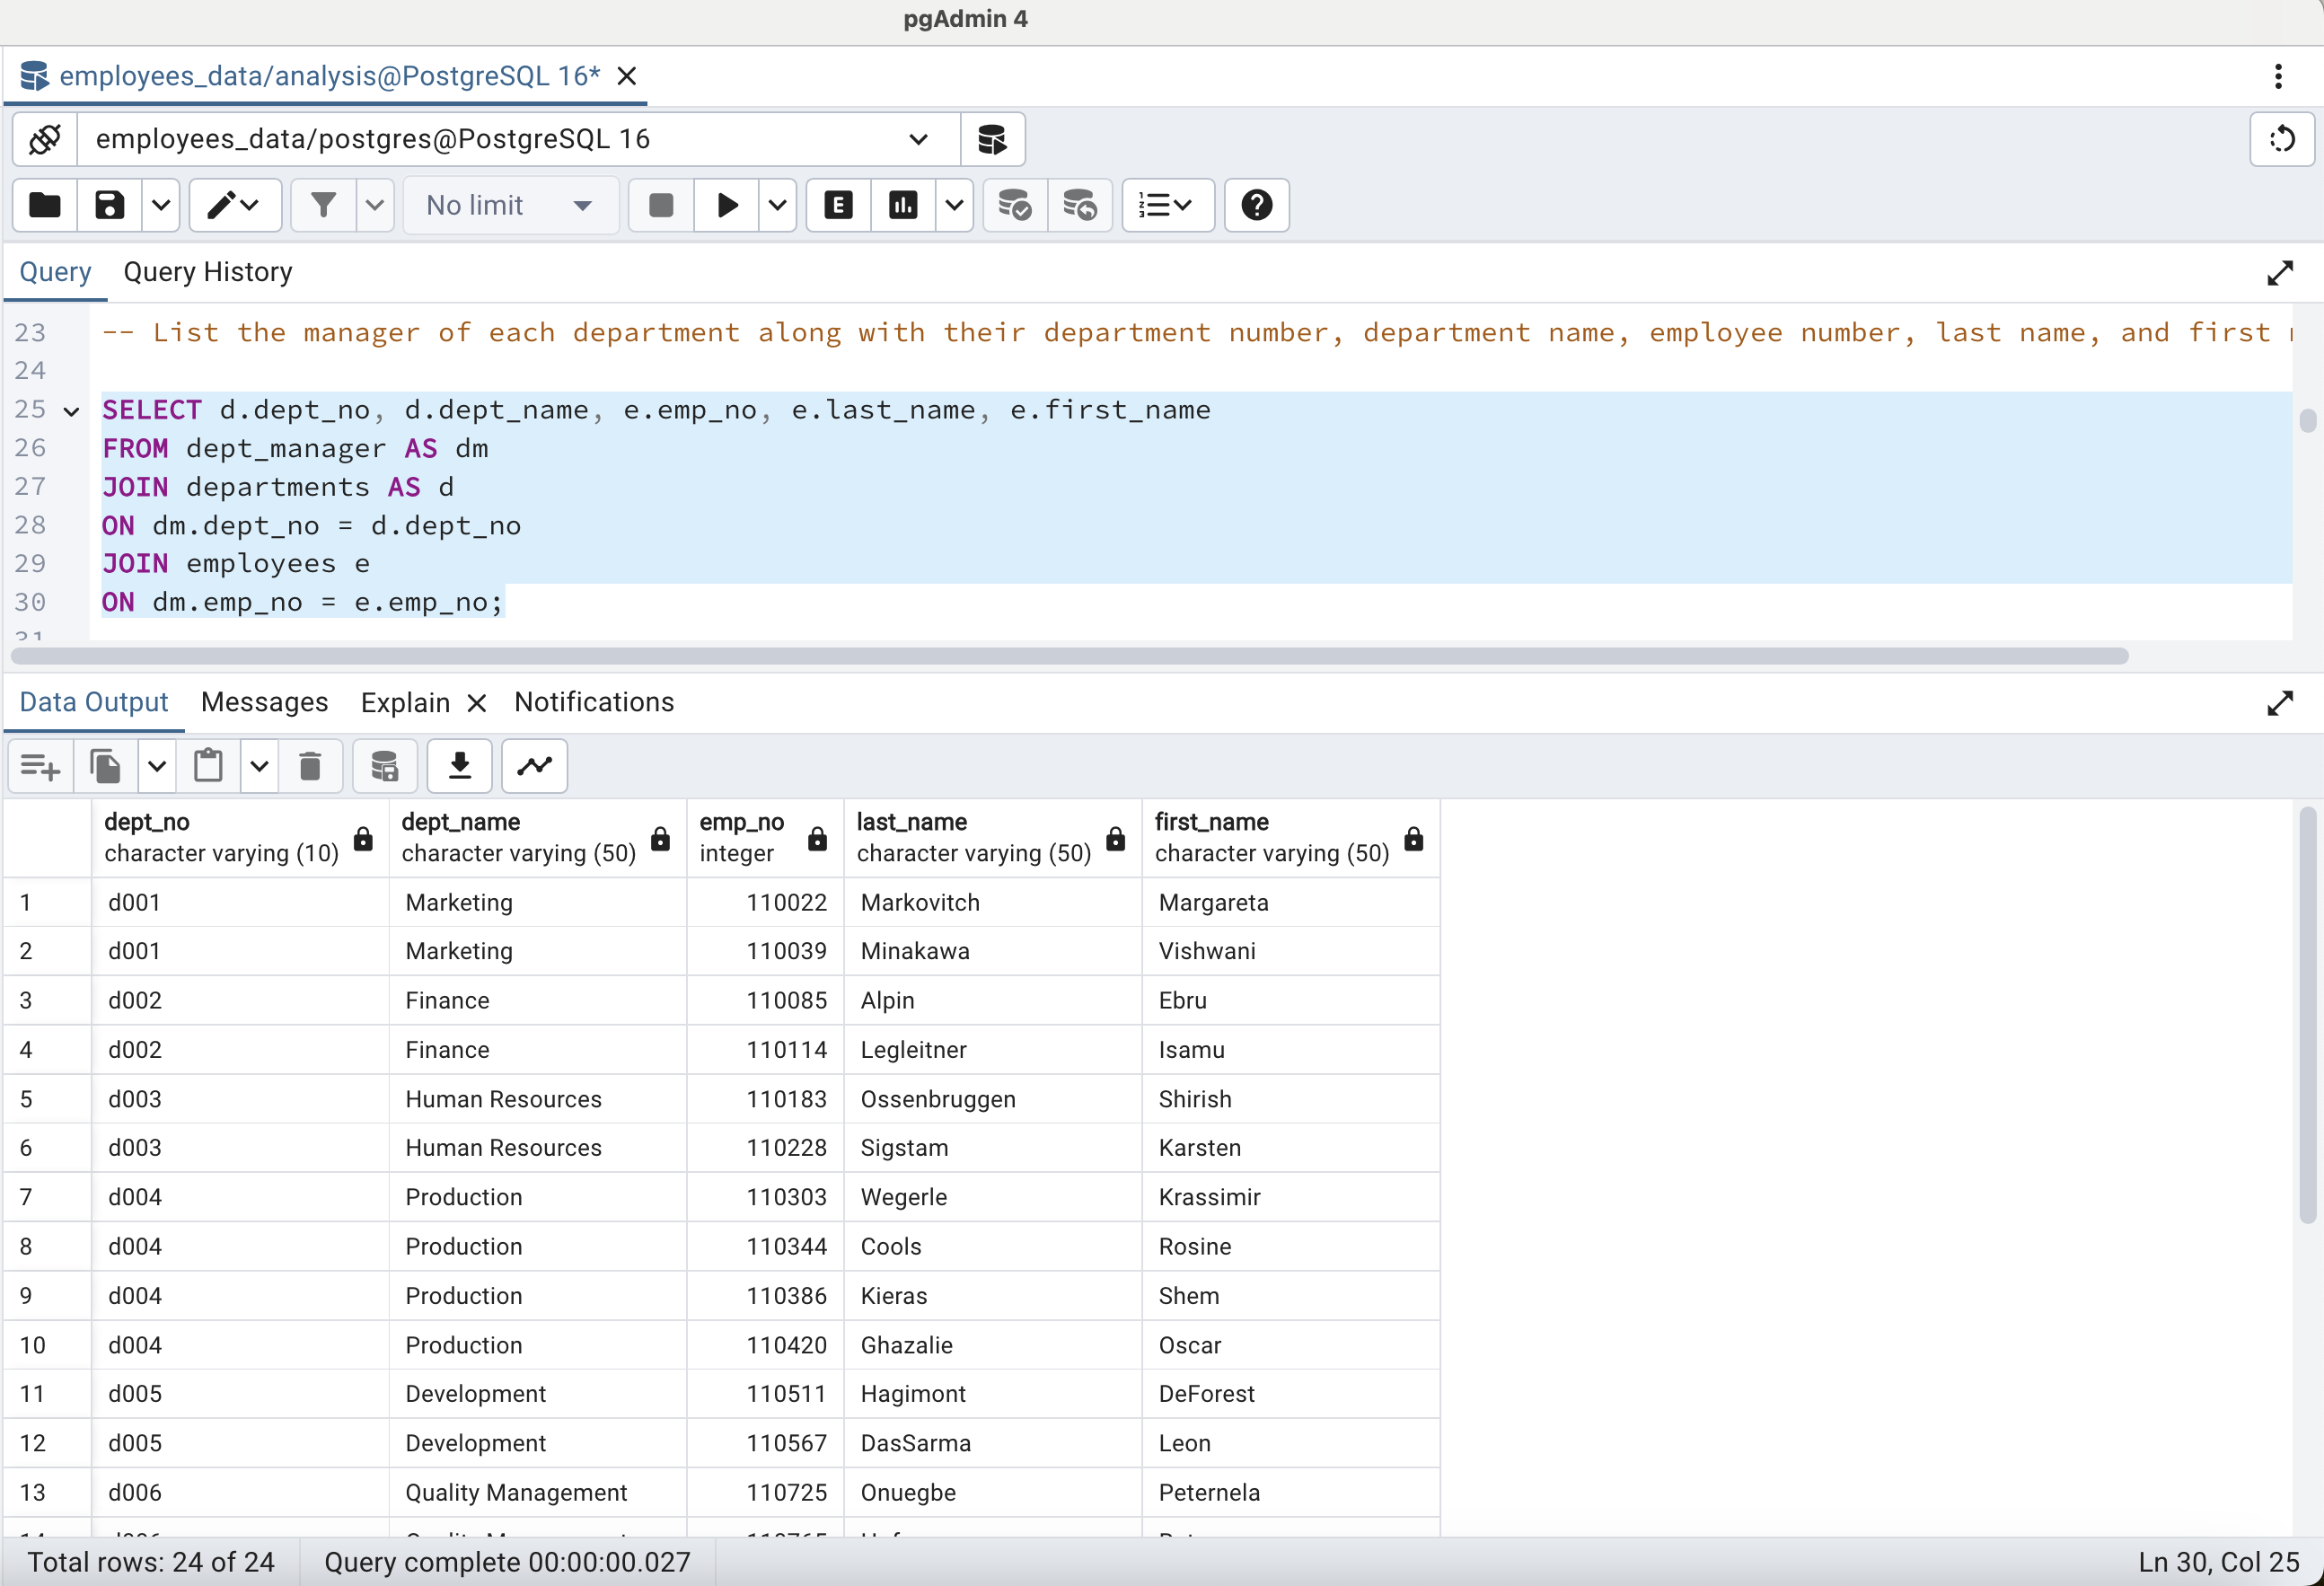 pgAdmin 4
employees_data/analysis@PostgreSQL 16*
employees_data/postgres@PostgreSQL 16
No limit
E
Query Query History
23 -- List the manager of each department along with their department number, department name, employee number, last name, and first
24
25 SELECT d.dept_no, d.dept_name, e.emp_no, e.last_name, e.first_name
26 FROM dept_manager AS dm
27 JOIN departments AS d
28 ON dm.dept_no = d.dept_no
29 JOIN employees e
30 ON dm.emp_no = e.emp_no;
31
Data Output Messages Explain Notifications
dept_no dept_name emp_no last_name first_name
character varying (10) character varying (50) integer character varying (50) character varying (50)
1 d001 Marketing 110022 Markovitch Margareta
2 d001 Marketing 110039 Minakawa Vishwani
3 d002 Finance 110085 Alpin Ebru
4 d002 Finance 110114 Legleitner Isamu
5 d003 Human Resources 110183 Ossenbruggen Shirish
6 d003 Human Resources 110228 Sigstam Karsten
7 d004 Production 110303 Wegerle Krassimir
8 d004 Production 110344 Cools Rosine
9 d004 Production 110386 Kieras Shem
10 d004 Production 110420 Ghazalie Oscar
11 d005 Development 110511 Hagimont DeForest
12 d005 Development 110567 DasSarma Leon
13 d006 Quality Management 110725 Onuegbe Peternela
Total rows: 24 of 24 Query complete 00:00:00.027 Ln 30, Col 25